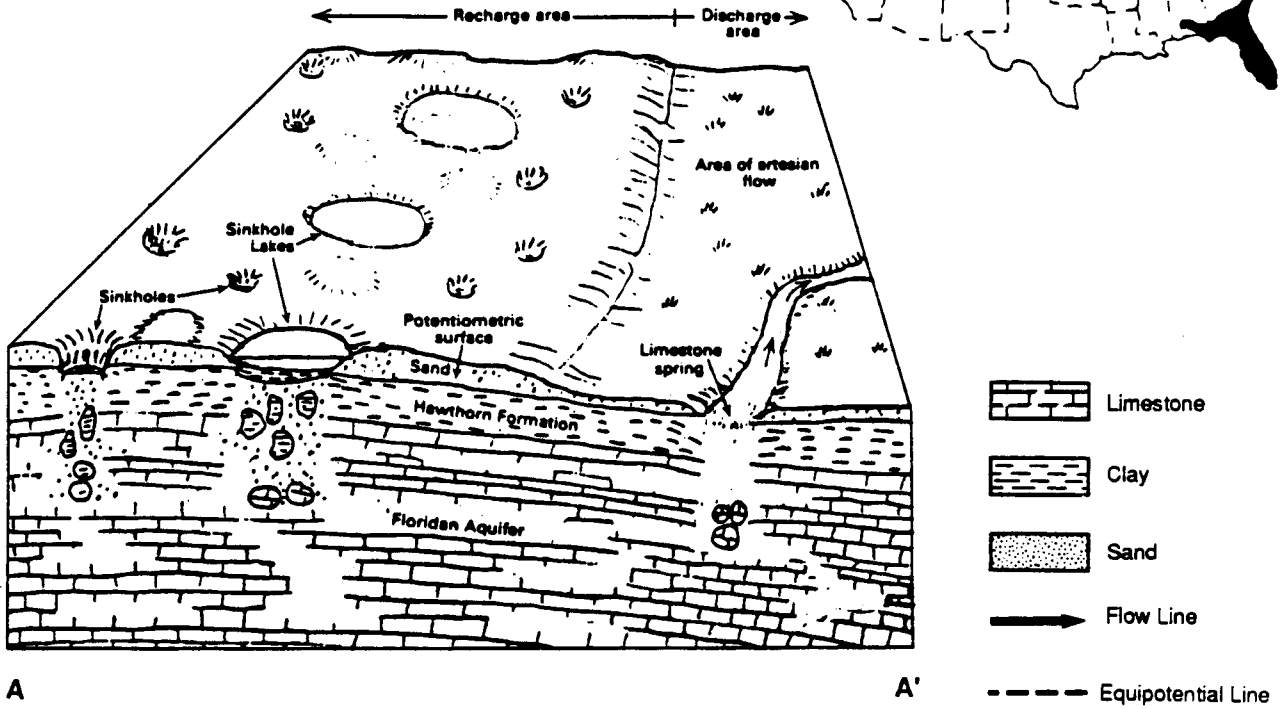 Recharge area
Discharge
area
Area of artesian
flow
Sinkhole
Lakes
Sinkholes
Potentiometric
surface
Limestone
spring
Sand
Hawthorn Formation
Floridan Aquifer
A
A'
Limestone
Clay
Sand
Flow Line
Equipotential Line